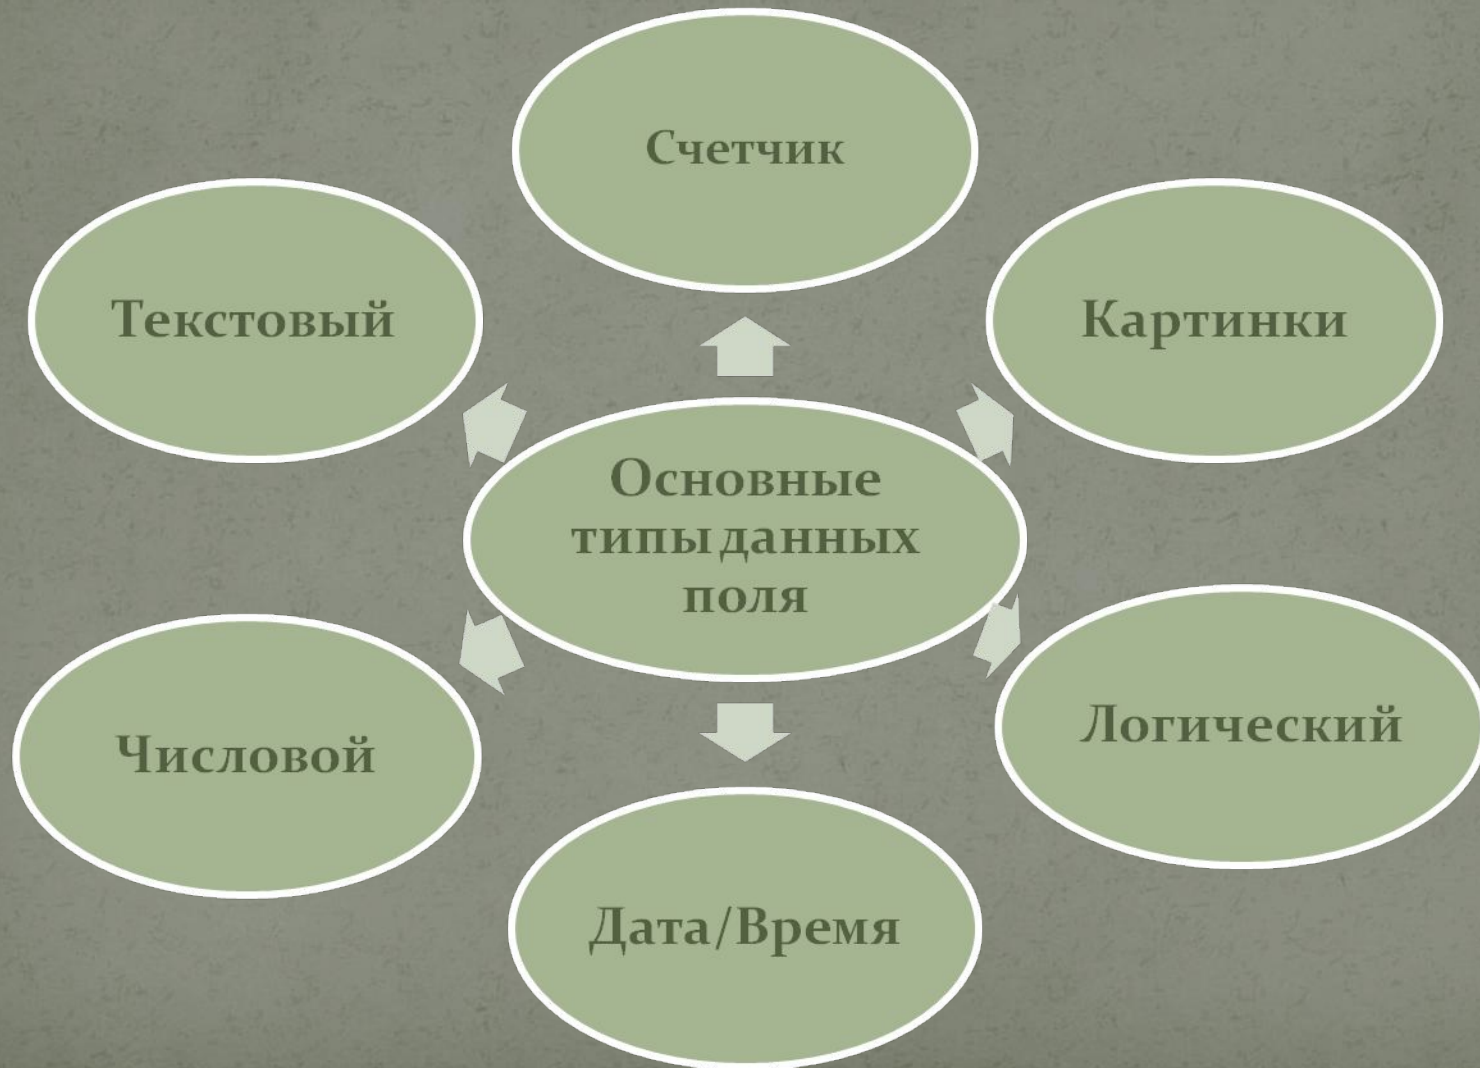 Счетчик
Текстовый
Картинки
Основные
типы данных
поля
Числовой
Логический
Дата/Время